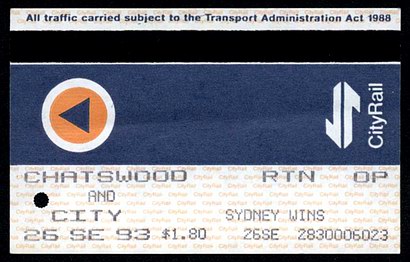 All traffic carried subject to the Transport Administration Act 1988
CityRail
CHATSWOOD RTN OP
AND
CITY SYDNEY WINS
26 SE 93 $1.80 26SE 2830006023